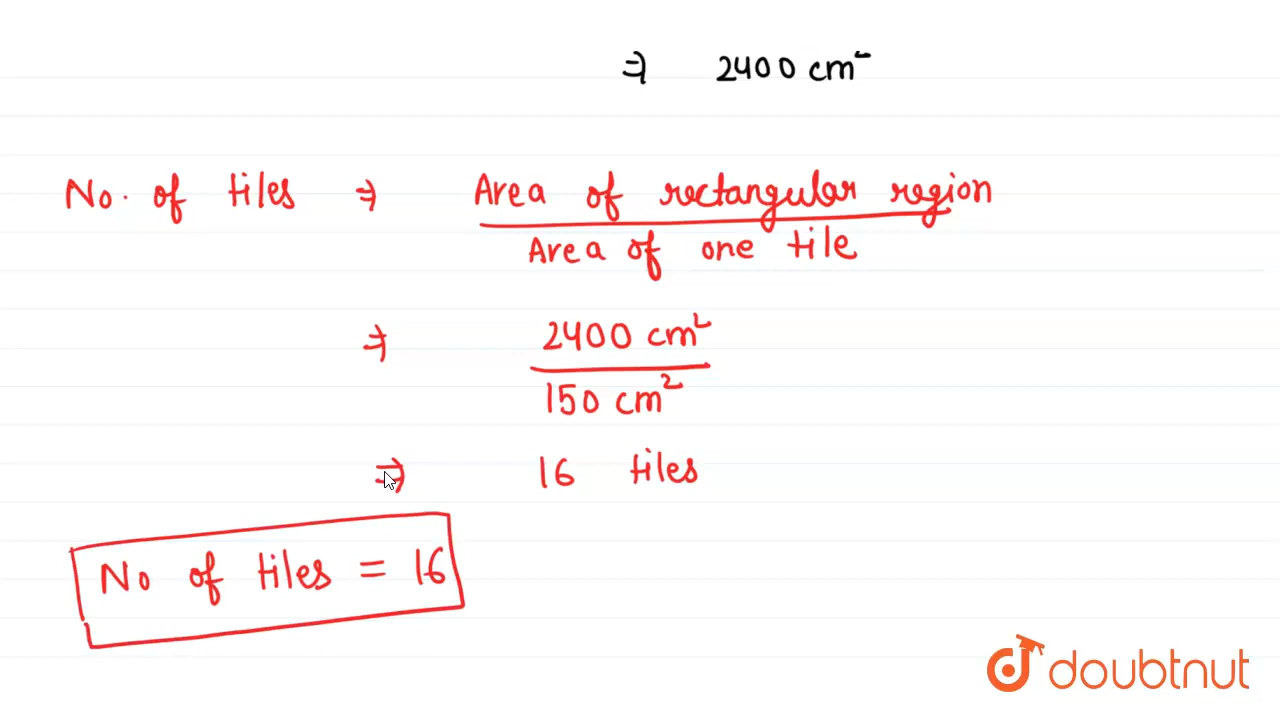 ⇒ 2400 cm²
No. of tiles ⇒ Area of rectangular region
Area of one tile
⇒ 2400 cm²
150 cm²
⇒ 16 tiles
No of tiles = 16
doubtnut